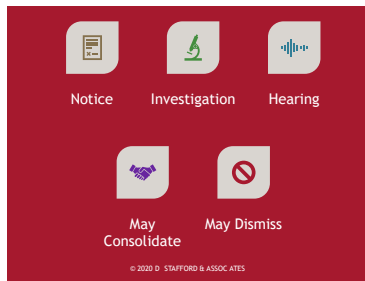 Notice Investigation Hearing
May Consolidate May Dismiss
© 2020 D STAFFORD & ASSOC ATES